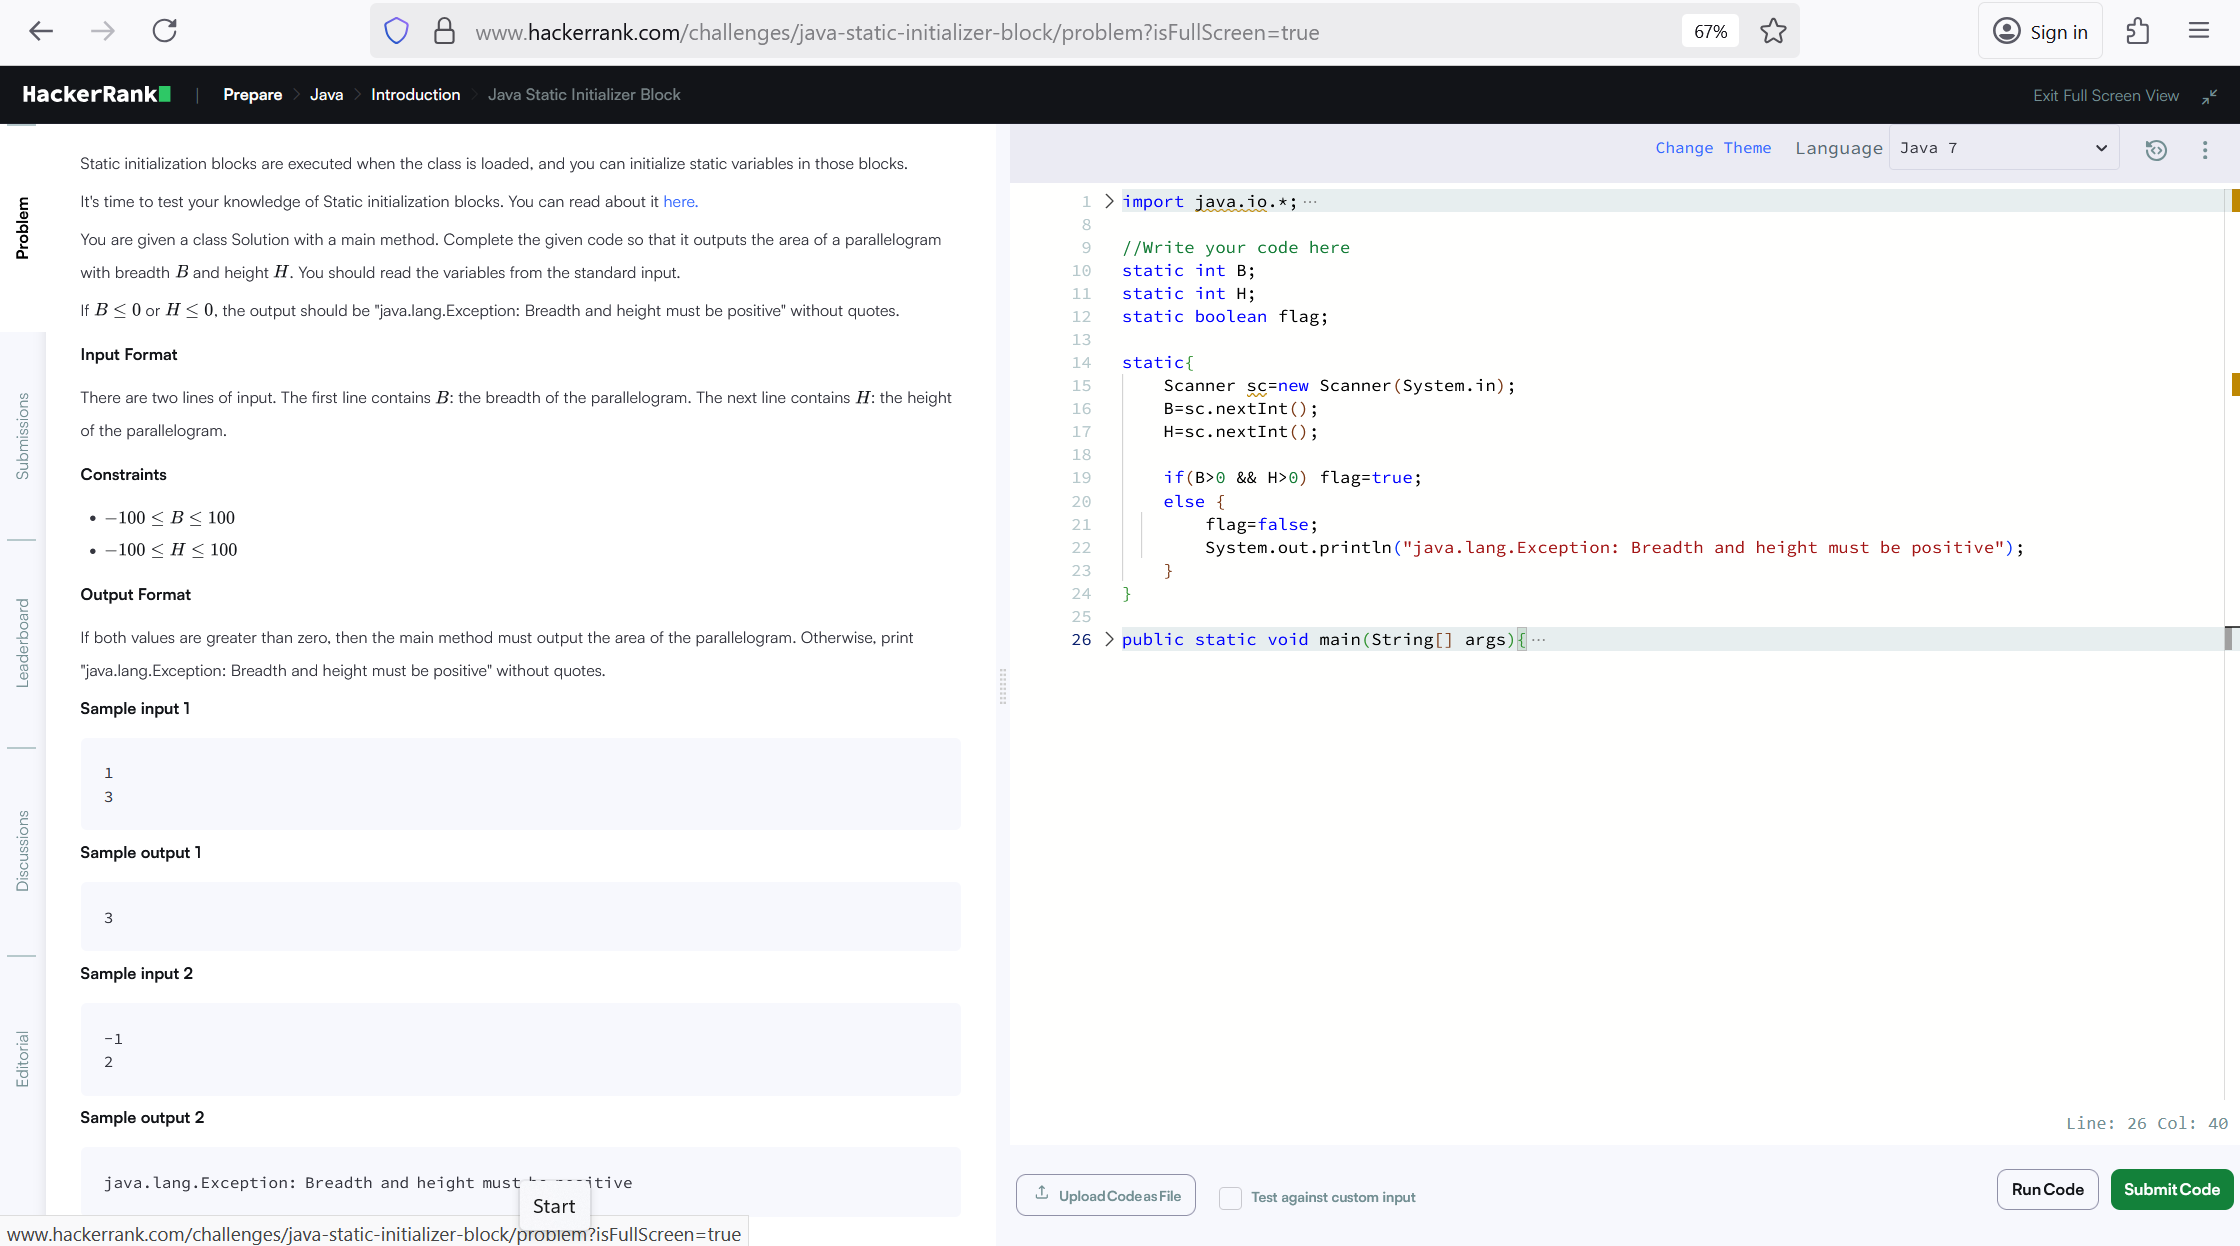 www.hackerrank.com/challenges/java-static-initializer-block/problem?isFullScreen=true
67%
Sign in
HackerRank | Prepare > Java > Introduction > Java Static Initializer Block
Exit Full Screen View
Problem
Submissions
Leaderboard
Discussions
Editorial
Static initialization blocks are executed when the class is loaded, and you can initialize static variables in those blocks.
It's time to test your knowledge of Static initialization blocks. You can read about it here.
You are given a class Solution with a main method. Complete the given code so that it outputs the area of a parallelogram
with breadth B and height H. You should read the variables from the standard input.
If B ≤ 0 or H ≤ 0, the output should be "java.lang.Exception: Breadth and height must be positive" without quotes.
Input Format
There are two lines of input. The first line contains B: the breadth of the parallelogram. The next line contains H: the height
of the parallelogram.
Constraints
• −100 ≤ B ≤ 100
• −100 ≤ H ≤ 100
Output Format
If both values are greater than zero, then the main method must output the area of the parallelogram. Otherwise, print
"java.lang.Exception: Breadth and height must be positive" without quotes.
Sample input 1
1
3
Sample output 1
3
Sample input 2
-1
2
Sample output 2
java.lang.Exception: Breadth and height must be positive
Start
www.hackerrank.com/challenges/java-static-initializer-block/problem?isFullScreen=true
Change Theme Language Java 7
1 import java.io.*; ···
8
9 //Write your code here
10 static int B;
11 static int H;
12 static boolean flag;
13
14 static{
15 Scanner sc=new Scanner(System.in);
16 B=sc.nextInt();
17 H=sc.nextInt();
18
19 if(B>0 && H>0) flag=true;
20 else {
21 flag=false;
22 System.out.println("java.lang.Exception: Breadth and height must be positive");
23 }
24 }
25
26 public static void main(String[] args){ ···
Line: 26 Col: 40
Upload Code as File
Test against custom input
Run Code
Submit Code